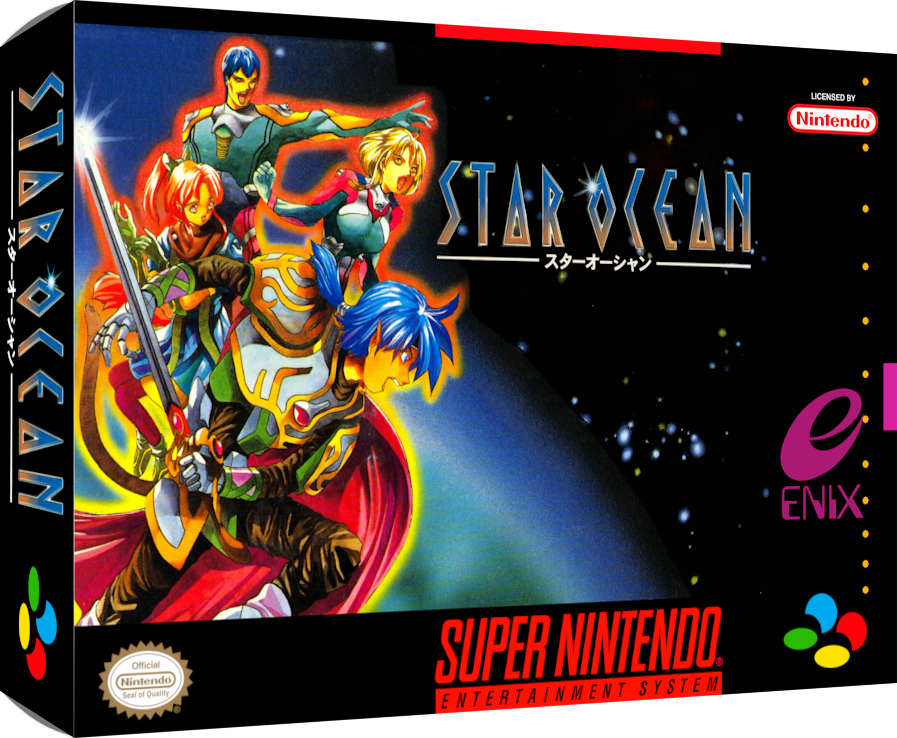 STAR OCEAN
スターオーシャン
LICENSED BY
Nintendo®
STAR OCEAN
スターオーシャン
e
ENIX
Official
Nintendo
Seal of Quality
®
SUPER NINTENDO®
ENTERTAINMENT SYSTEM